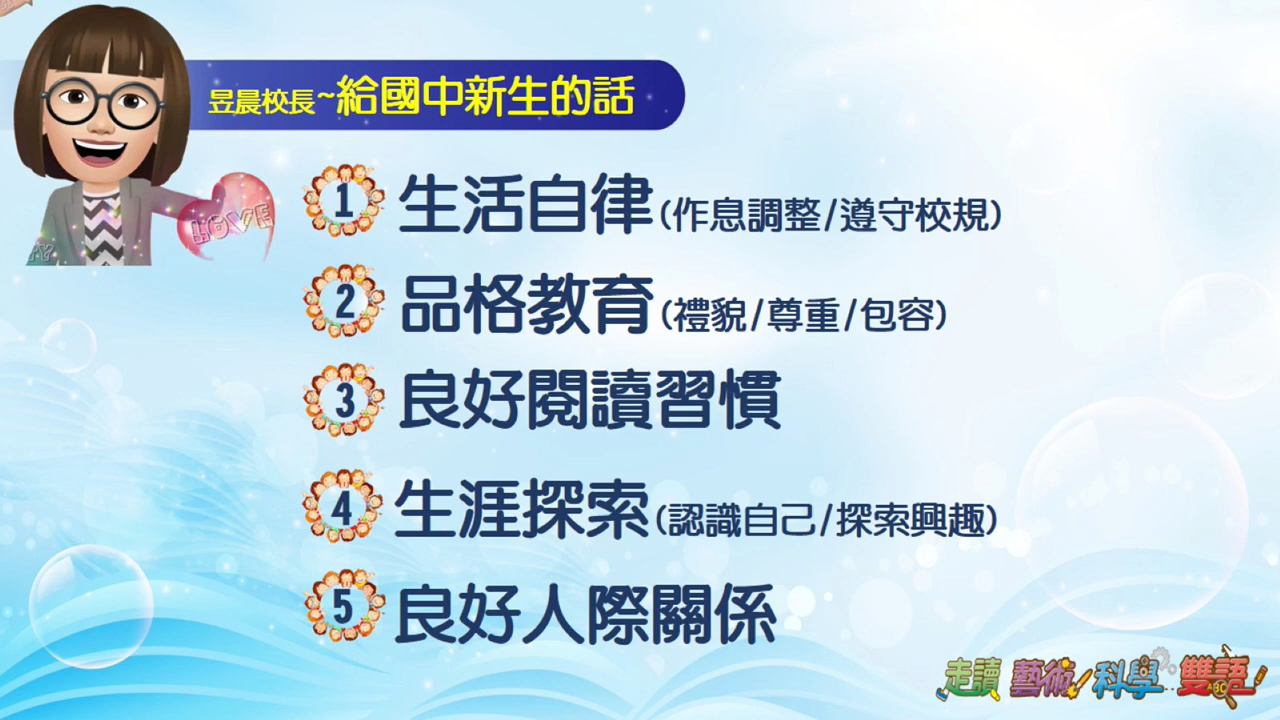 昱晨校長~給國中新生的話
LOVE
1 生活自律(作息調整/遵守校規)
2 品格教育(禮貌/尊重/包容)
3 良好閱讀習慣
4 生涯探索(認識自己/探索興趣)
5 良好人際關係
走讀 藝術 科學 雙語
ABC